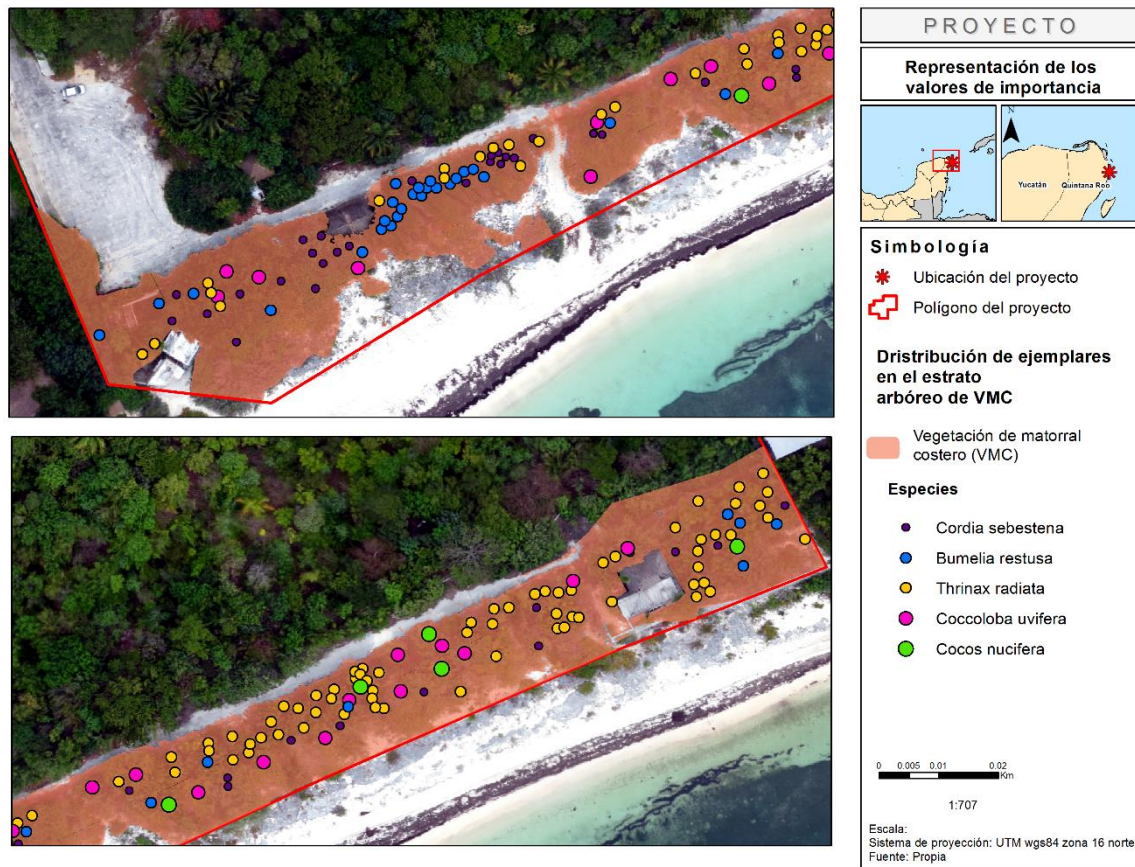 PROYECTO
Representación de los
valores de importancia
N
Yucatán
Quintana Roo
Simbología
Ubicación del proyecto
Polígono del proyecto
Dristribución de ejemplares
en el estrato
arbóreo de VMC
Vegetación de matorral
costero (VMC)
Especies
Cordia sebestena
Bumelia restusa
Thrinax radiata
Coccoloba uvifera
Cocos nucifera
0 0.005 0.01 0.02
Km
1:707
Escala:
Sistema de proyección: UTM wgs84 zona 16 norte
Fuente: Propia